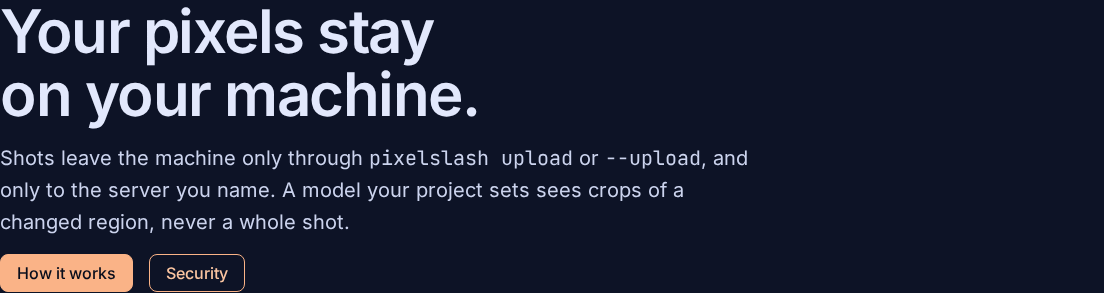 Your pixels stay
on your machine.
Shots leave the machine only through pixelslash upload or --upload, and
only to the server you name. A model your project sets sees crops of a
changed region, never a whole shot.
How it works
Security